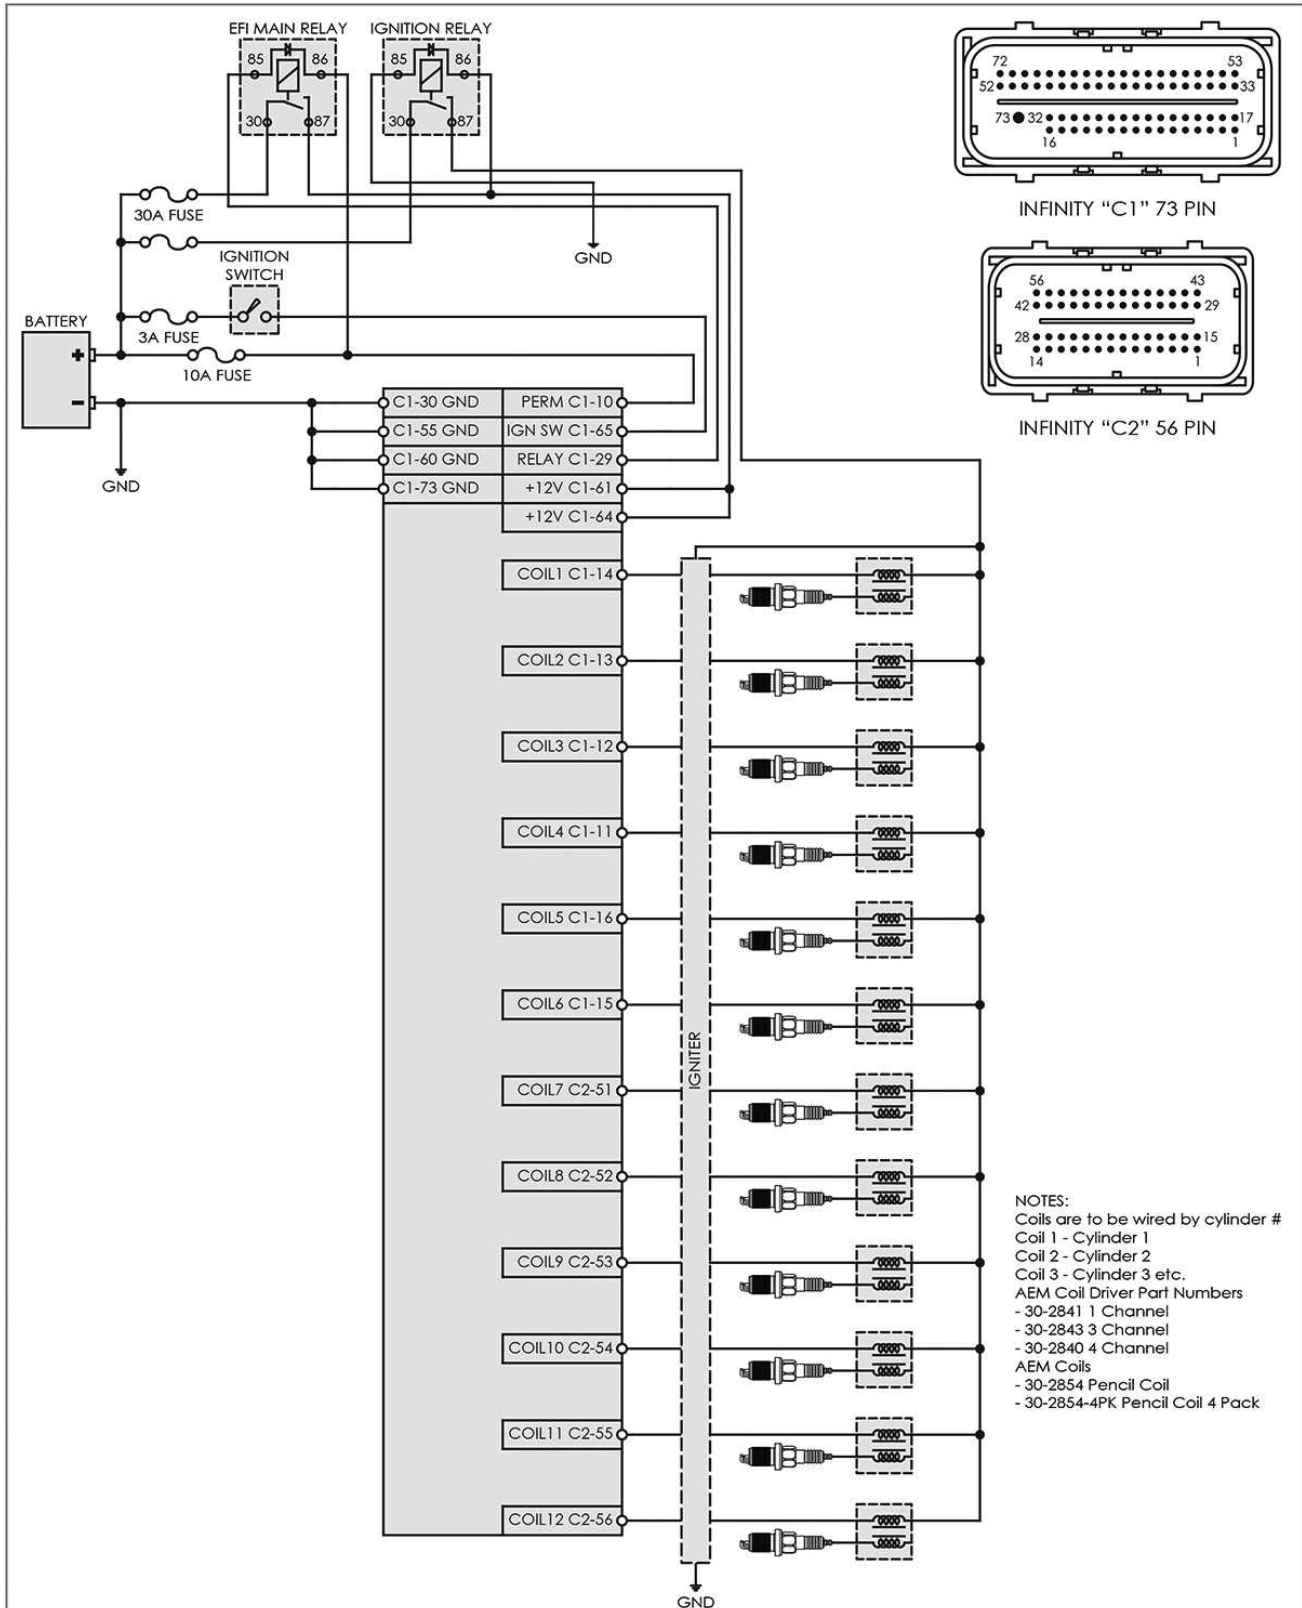 EFI MAIN RELAY
IGNITION RELAY
85
86
30
87
85
86
30
87
72
53
52
33
73
32
17
16
1
INFINITY “C1” 73 PIN
30A FUSE
GND
IGNITION
SWITCH
3A FUSE
10A FUSE
BATTERY
+
-
GND
56
43
42
29
28
15
14
1
INFINITY “C2” 56 PIN
C1-30 GND
PERM C1-10
C1-55 GND
IGN SW C1-65
C1-60 GND
RELAY C1-29
C1-73 GND
+12V C1-61
+12V C1-64
COIL1 C1-14
COIL2 C1-13
COIL3 C1-12
COIL4 C1-11
COIL5 C1-16
COIL6 C1-15
COIL7 C2-51
COIL8 C2-52
COIL9 C2-53
COIL10 C2-54
COIL11 C2-55
COIL12 C2-56
IGNITER
GND
NOTES:
Coils are to be wired by cylinder #
Coil 1 - Cylinder 1
Coil 2 - Cylinder 2
Coil 3 - Cylinder 3 etc.
AEM Coil Driver Part Numbers
- 30-2841 1 Channel
- 30-2843 3 Channel
- 30-2840 4 Channel
AEM Coils
- 30-2854 Pencil Coil
- 30-2854-4PK Pencil Coil 4 Pack